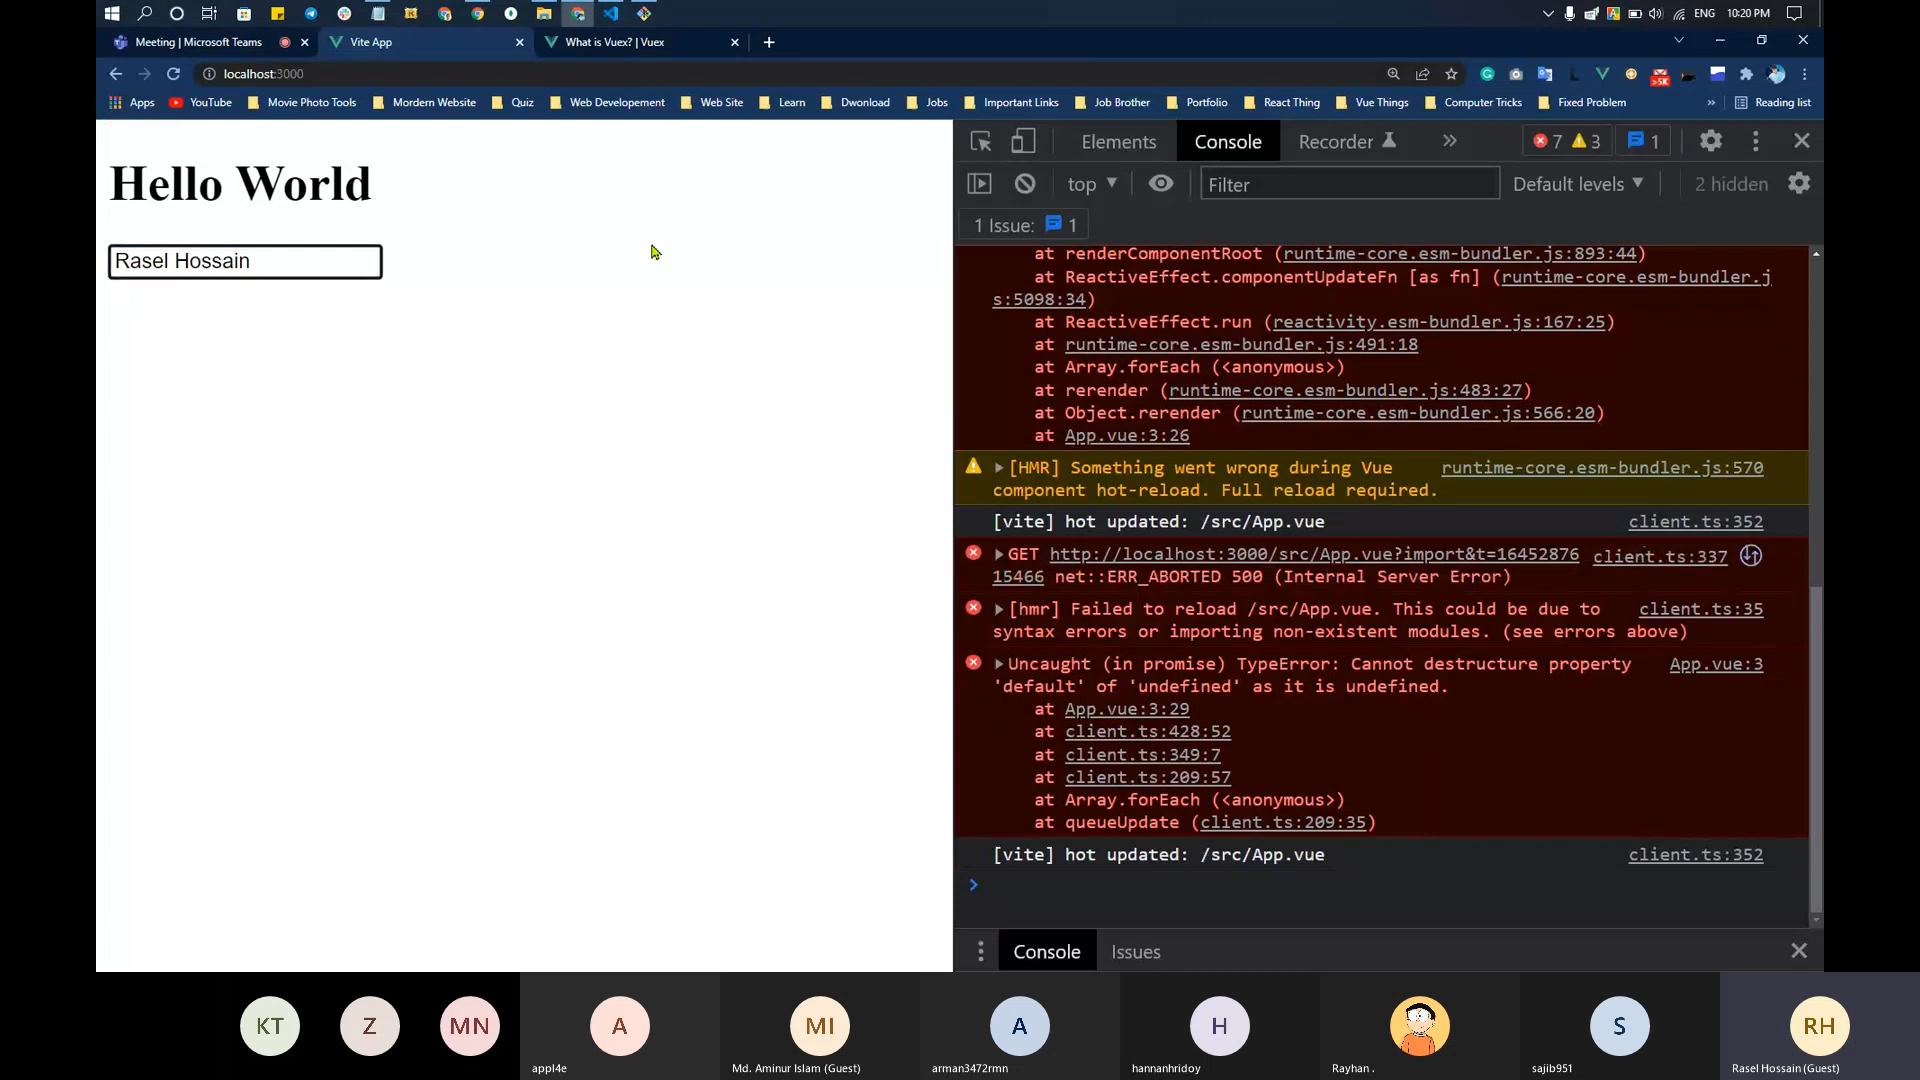 ENG 10:20 PM
Meeting | Microsoft Teams
Vite App
What is Vuex? | Vuex
localhost:3000
>5K
Apps
YouTube
Movie Photo Tools
Mordern Website
Quiz
Web Developement
Web Site
Learn
Dwonload
Jobs
Important Links
Job Brother
Portfolio
React Thing
Vue Things
Computer Tricks
Fixed Problem
»
Reading list
Hello World
Rasel Hossain
Elements
Console
Recorder
7
3
1
top
Filter
Default levels
2 hidden
1 Issue: 1
at renderComponentRoot (runtime-core.esm-bundler.js:893:44)
at ReactiveEffect.componentUpdateFn [as fn] (runtime-core.esm-bundler.j
s:5098:34)
at ReactiveEffect.run (reactivity.esm-bundler.js:167:25)
at runtime-core.esm-bundler.js:491:18
at Array.forEach (<anonymous>)
at rerender (runtime-core.esm-bundler.js:483:27)
at Object.rerender (runtime-core.esm-bundler.js:566:20)
at App.vue:3:26
[HMR] Something went wrong during Vue runtime-core.esm-bundler.js:570
component hot-reload. Full reload required.
[vite] hot updated: /src/App.vue client.ts:352
GET http://localhost:3000/src/App.vue?import&t=16452876 client.ts:337
15466 net::ERR_ABORTED 500 (Internal Server Error)
[hmr] Failed to reload /src/App.vue. This could be due to client.ts:35
syntax errors or importing non-existent modules. (see errors above)
Uncaught (in promise) TypeError: Cannot destructure property App.vue:3
'default' of 'undefined' as it is undefined.
at App.vue:3:29
at client.ts:428:52
at client.ts:349:7
at client.ts:209:57
at Array.forEach (<anonymous>)
at queueUpdate (client.ts:209:35)
[vite] hot updated: /src/App.vue client.ts:352
Console
Issues
KT
Z
MN
A
MI
A
H
S
RH
appl4e
Md. Aminur Islam (Guest)
arman3472rmn
hannanhridoy
Rayhan .
sajib951
Rasel Hossain (Guest)